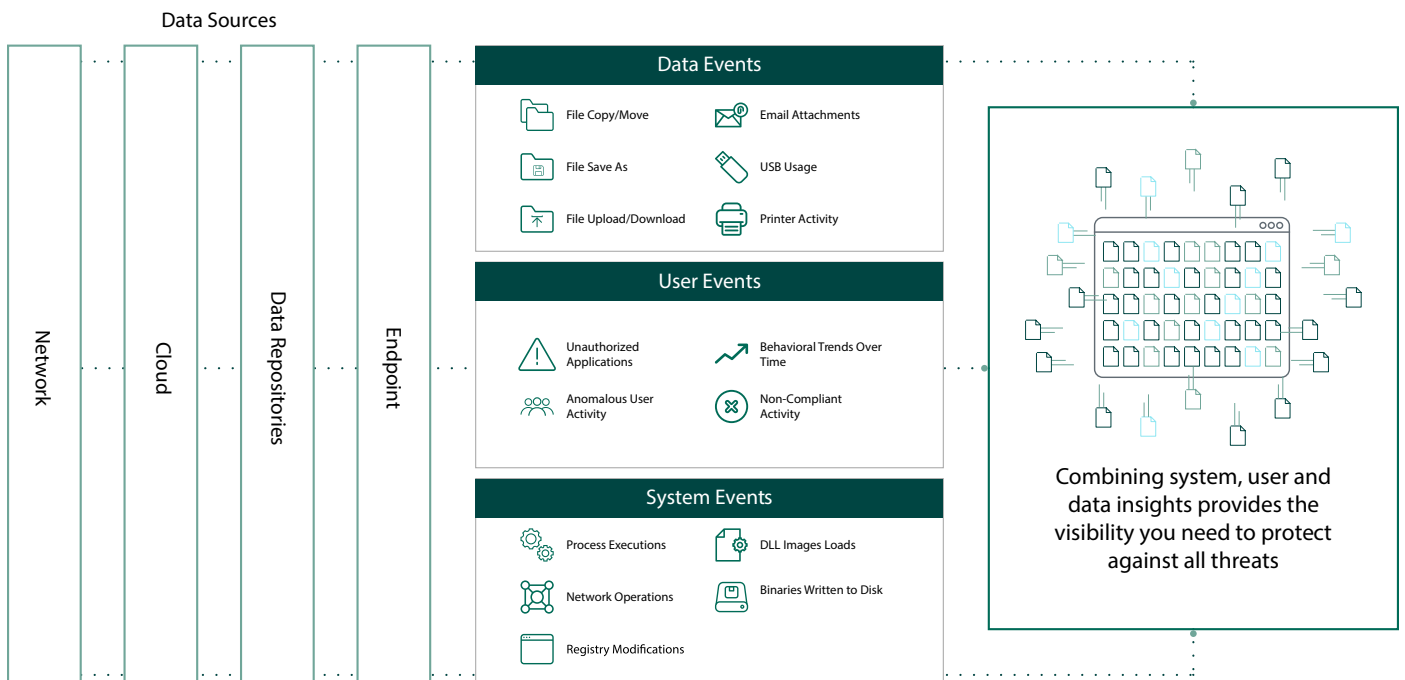 Data Sources
Network
Cloud
Data Repositories
Endpoint
Data Events
File Copy/Move
Email Attachments
File Save As
USB Usage
File Upload/Download
Printer Activity
User Events
Unauthorized
Applications
Behavioral Trends Over
Time
Anomalous User
Activity
Non-Compliant
Activity
System Events
Process Executions
DLL Images Loads
Network Operations
Binaries Written to Disk
Registry Modifications
Combining system, user and
data insights provides the
visibility you need to protect
against all threats